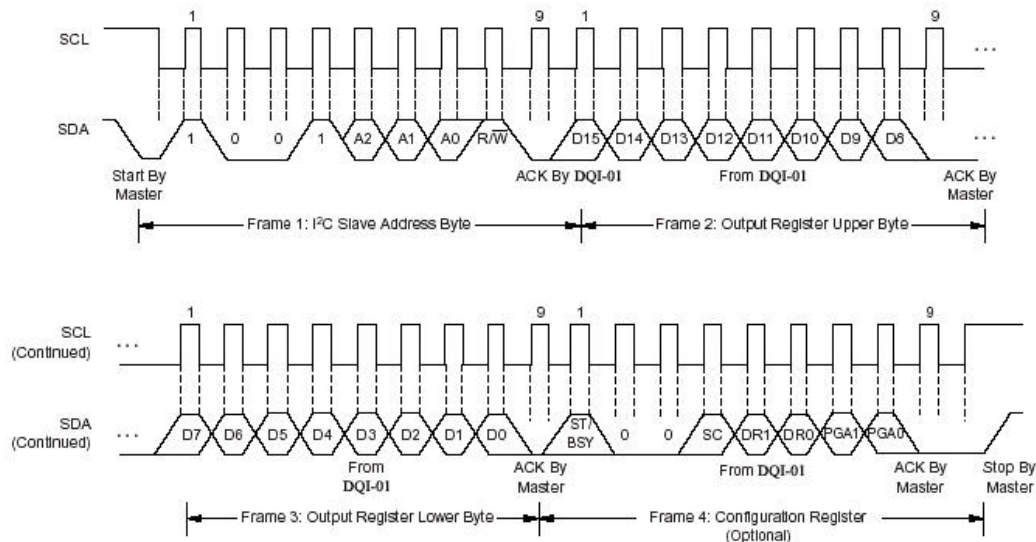 1 9 1 9
SCL ...
SDA 1 0 0 1 A2 A1 A0 R/W̅ D15 D14 D13 D12 D11 D10 D9 D8 ...
Start By Master
ACK By DQI-01
From DQI-01
ACK By Master
Frame 1: I²C Slave Address Byte
Frame 2: Output Register Upper Byte
1 9 1 9
SCL (Continued) ...
SDA (Continued) ... D7 D6 D5 D4 D3 D2 D1 D0 ST/BSY 0 0 SC DR1 DR0 PGA1 PGA0
From DQI-01
ACK By Master
From DQI-01
ACK By Master
Stop By Master
Frame 3: Output Register Lower Byte
Frame 4: Configuration Register
(Optional)